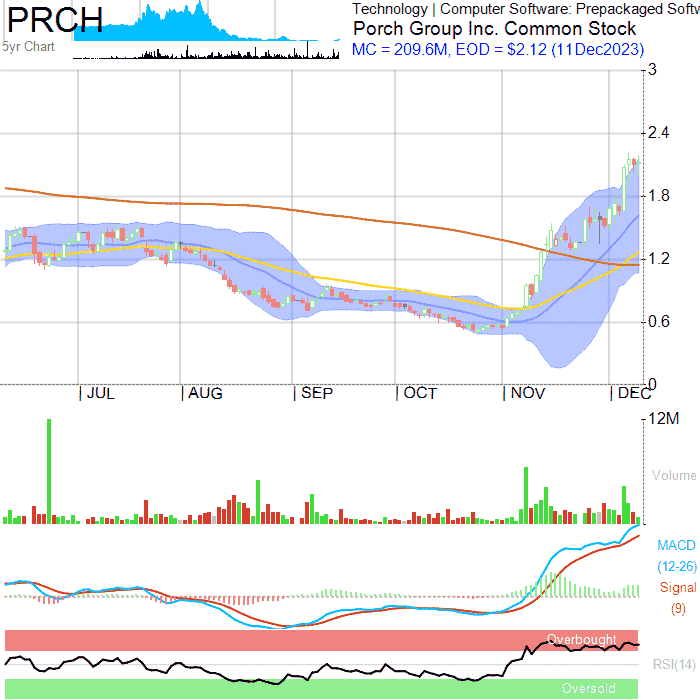 PRCH
5yr Chart
Technology | Computer Software: Prepackaged Softw
Porch Group Inc. Common Stock
MC = 209.6M, EOD = $2.12 (11Dec2023)
3
2.4
1.8
1.2
0.6
0
JUL AUG SEP OCT NOV DEC
12M
Volume
MACD
(12-26)
Signal
(9)
Overbought
RSI(14)
Oversold